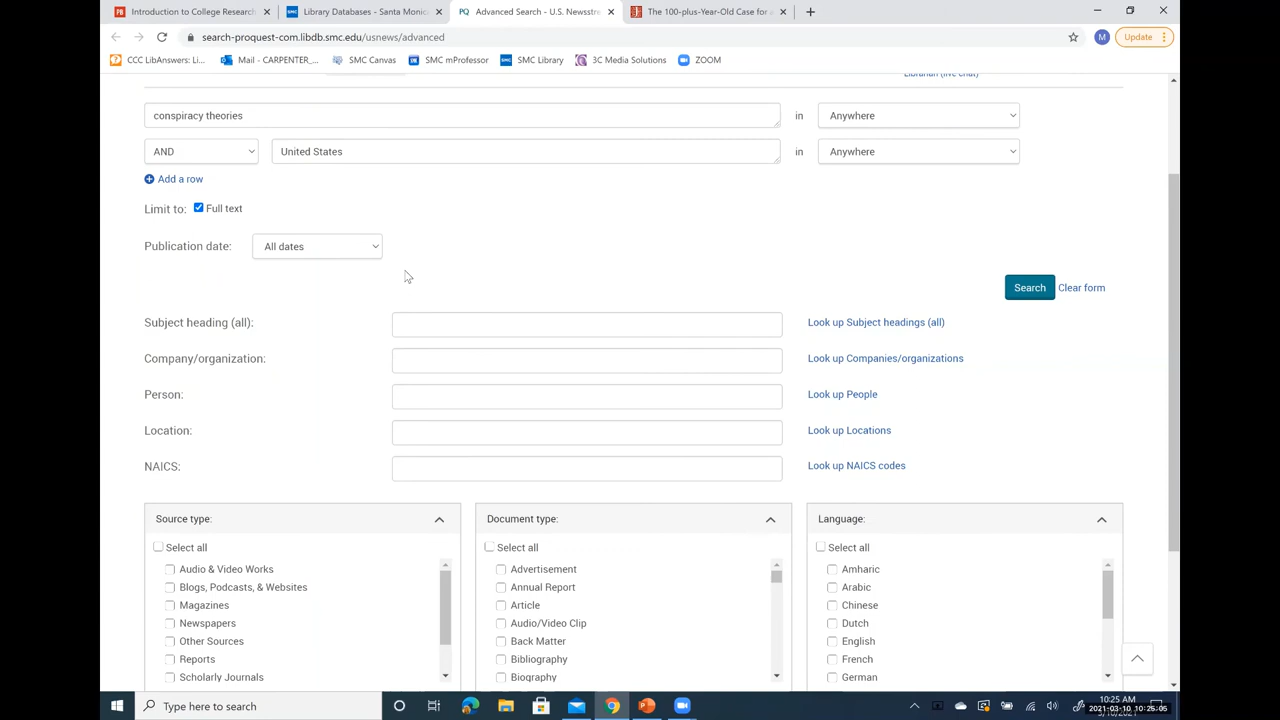 Introduction to College Research
Library Databases - Santa Monic
PQ Advanced Search - U.S. Newsstre
The 100-plus-Year-Old Case for A
search-proquest-com.libdb.smc.edu/usnews/advanced
M Update
CCC LibAnswers: Li...
Mail - CARPENTER_...
SMC Canvas
SMC mProfessor
SMC Library
3C Media Solutions
ZOOM
Librarian (live chat)
conspiracy theories in Anywhere
AND United States in Anywhere
Add a row
Limit to: Full text
Publication date: All dates
Search Clear form
Subject heading (all): Look up Subject headings (all)
Company/organization: Look up Companies/organizations
Person: Look up People
Location: Look up Locations
NAICS: Look up NAICS codes
Source type: Document type: Language:
Select all Select all Select all
Audio & Video Works Advertisement Amharic
Blogs, Podcasts, & Websites Annual Report Arabic
Magazines Article Chinese
Newspapers Audio/Video Clip Dutch
Other Sources Back Matter English
Reports Bibliography French
Scholarly Journals Biography German
Type here to search
10:25 AM
2021-03-10 10:25:05